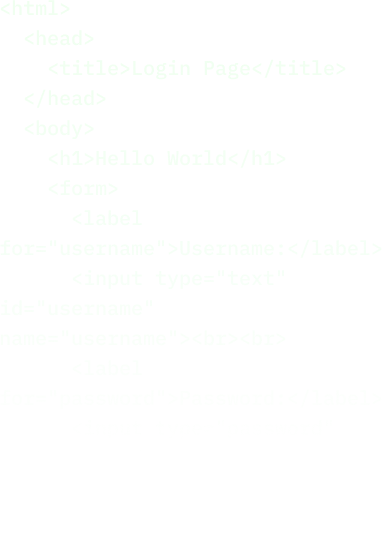 <html>
<head>
<title>Login Page</title>
</head>
<body>
<h1>Hello world</h1>
<form>
<label
for="username">Username:</label>
<input type="text"
id="username"
name="username"><br><br>
<label